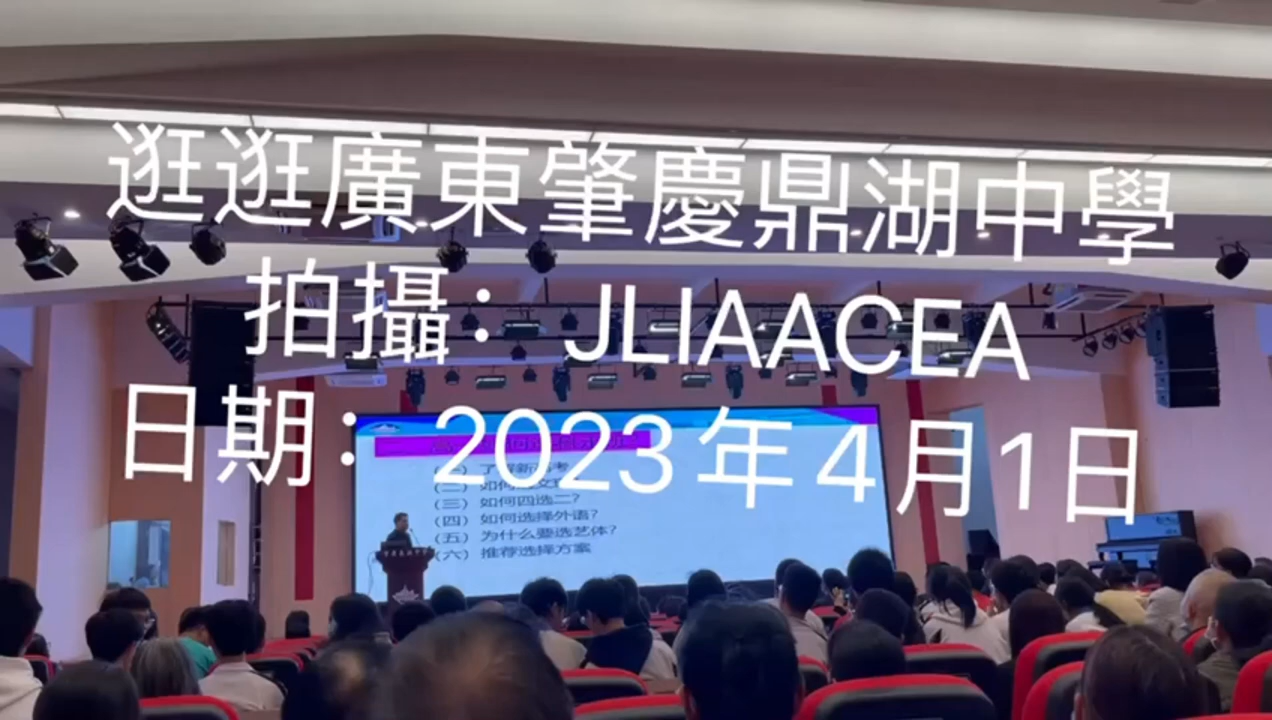 逛逛廣東肇慶鼎湖中學
拍攝：JLIAACEA
日期：2023年4月1日
（三）如何四选二？
（四）如何选择外语？
（五）为什么要选艺体？
（六）推荐选择方案